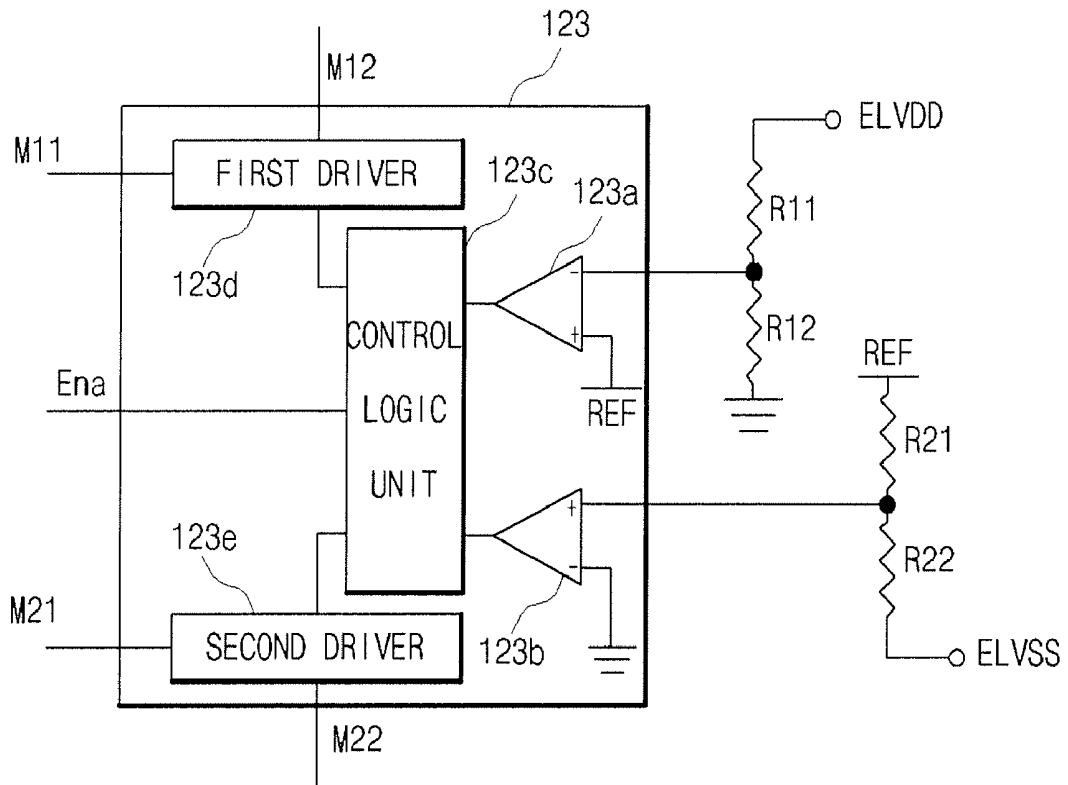 123
M12
ELVDD
M11
FIRST DRIVER
123c
123a
R11
123d
-
+
R12
CONTROL
LOGIC
UNIT
REF
REF
Ena
R21
+
-
R22
123e
M21
SECOND DRIVER
123b
ELVSS
M22